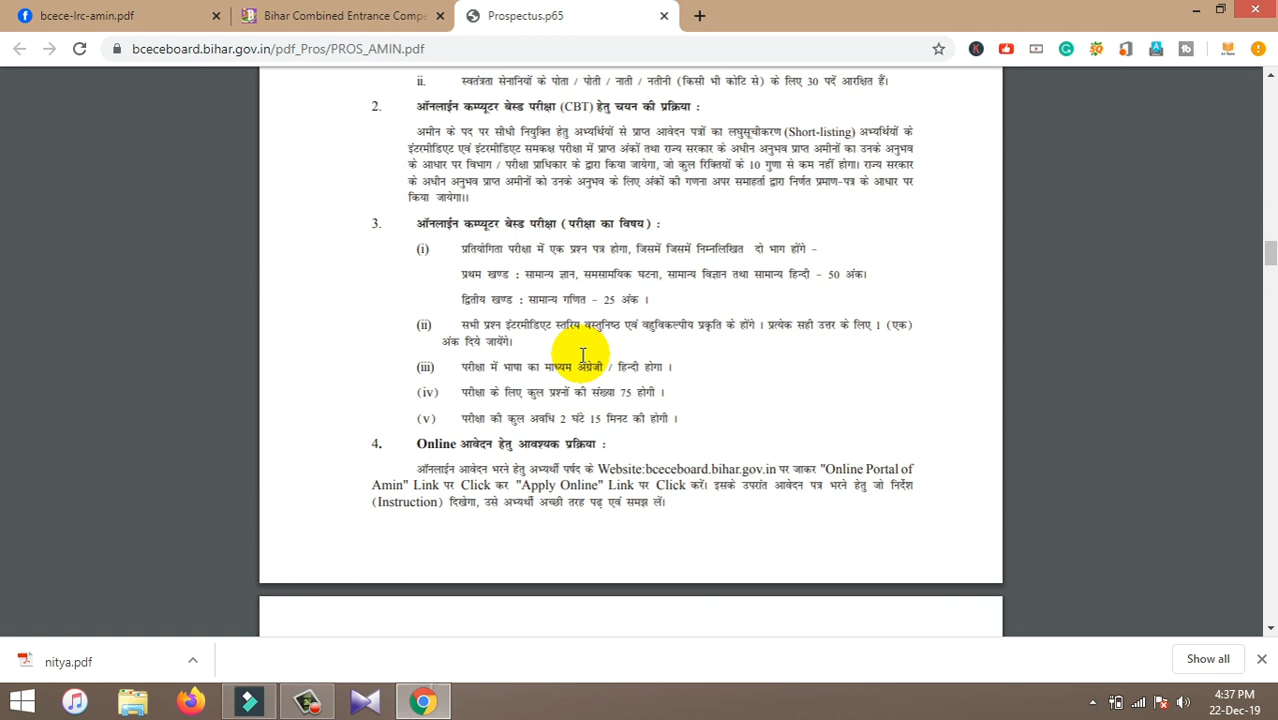 bcece-lrc-amin.pdf
Bihar Combined Entrance Compe
Prospectus.p65
bceceboard.bihar.gov.in/pdf_Pros/PROS_AMIN.pdf
ii. स्वतंत्रता सेनानियों के पोता / पोती / नाती / नतीनी (किसी भी कोटि से) के लिए 30 पदें आरक्षित हैं।
2. ऑनलाईन कम्प्यूटर बेस्ड परीक्षा (CBT) हेतु चयन की प्रक्रिया :
अमीन के पद पर सीधी नियुक्ति हेतु अभ्यर्थियों से प्राप्त आवेदन पत्रों का लघुसूचीकरण (Short-listing) अभ्यर्थियों के
इंटरमीडिएट एवं इंटरमीडिएट समकक्ष परीक्षा में प्राप्त अंकों तथा राज्य सरकार के अधीन अनुभव प्राप्त अमीनों का उनके अनुभव
के आधार पर विभाग / परीक्षा प्राधिकार के द्वारा किया जायेगा, जो कुल रिक्तियों के 10 गुणा से कम नहीं होगा। राज्य सरकार
के अधीन अनुभव प्राप्त अमीनों को उनके अनुभव के लिए अंकों की गणना अपर समाहर्ता द्वारा निर्णत प्रमाण-पत्र के आधार पर
किया जायेगा।।
3. ऑनलाईन कम्प्यूटर बेस्ड परीक्षा (परीक्षा का विषय) :
(i) प्रतियोगिता परीक्षा में एक प्रश्न पत्र होगा, जिसमें जिसमें निम्नलिखित दो भाग होंगे –
प्रथम खण्ड : सामान्य ज्ञान, समसामयिक घटना, सामान्य विज्ञान तथा सामान्य हिन्दी – 50 अंक।
द्वितीय खण्ड : सामान्य गणित – 25 अंक ।
(ii) सभी प्रश्न इंटरमीडिएट स्तरिय वस्तुनिष्ठ एवं वहुविकल्पीय प्रकृति के होंगे । प्रत्येक सही उत्तर के लिए 1 (एक)
अंक दिये जायेंगे।
(iii) परीक्षा में भाषा का माध्यम अंग्रेजी / हिन्दी होगा ।
(iv) परीक्षा के लिए कुल प्रश्नों की संख्या 75 होगी ।
(v) परीक्षा की कुल अवधि 2 घंटे 15 मिनट की होगी ।
4. Online आवेदन हेतु आवश्यक प्रक्रिया :
ऑनलाईन आवेदन भरने हेतु अभ्यर्थी पर्षद के Website:bceceboard.bihar.gov.in पर जाकर "Online Portal of
Amin" Link पर Click कर "Apply Online" Link पर Click करें। इसके उपरांत आवेदन पत्र भरने हेतु जो निर्देश
(Instruction) दिखेगा, उसे अभ्यर्थी अच्छी तरह पढ़ एवं समझ लें।
nitya.pdf
Show all
4:37 PM
22-Dec-19